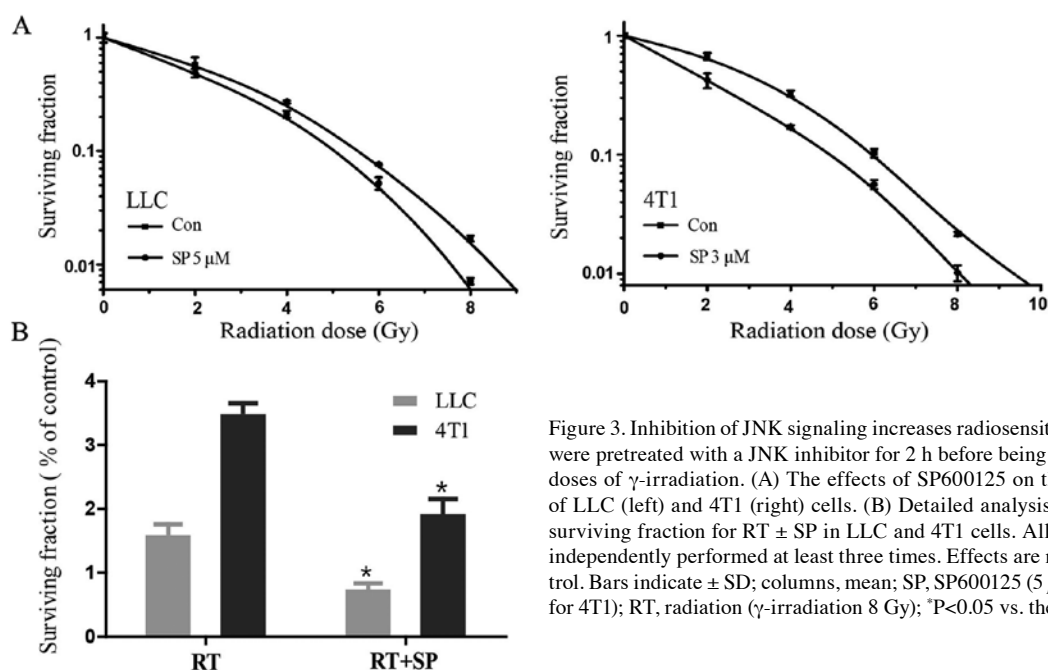 A
Surviving fraction
1
0.1
0.01
LLC
Con
SP 5 μM
0 2 4 6 8
Radiation dose (Gy)
Surviving fraction
1
0.1
0.01
4T1
Con
SP 3 μM
0 2 4 6 8 10
Radiation dose (Gy)
B
Surviving fraction ( % of control)
4
3
2
1
0
LLC
4T1
* *
RT RT+SP
Figure 3. Inhibition of JNK signaling increases radiosensit
were pretreated with a JNK inhibitor for 2 h before being
doses of γ-irradiation. (A) The effects of SP600125 on t
of LLC (left) and 4T1 (right) cells. (B) Detailed analysis
surviving fraction for RT ± SP in LLC and 4T1 cells. All
independently performed at least three times. Effects are
trol. Bars indicate ± SD; columns, mean; SP, SP600125 (5
for 4T1); RT, radiation (γ-irradiation 8 Gy); *P<0.05 vs. the